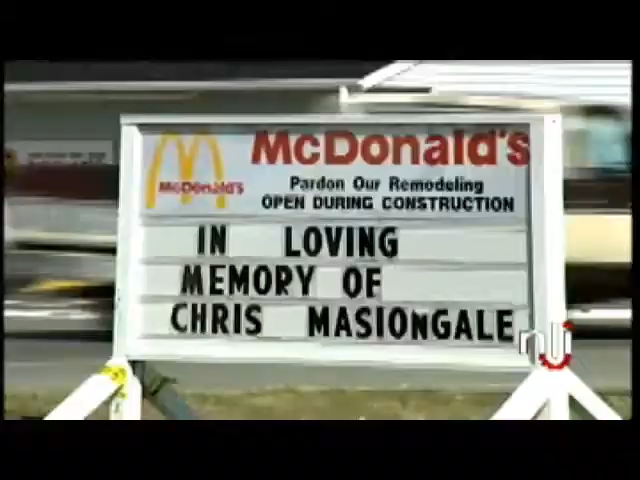 McDonald's
McDonald's
Pardon Our Remodeling
OPEN DURING CONSTRUCTION
IN LOVING
MEMORY OF
CHRIS MASIONGALE